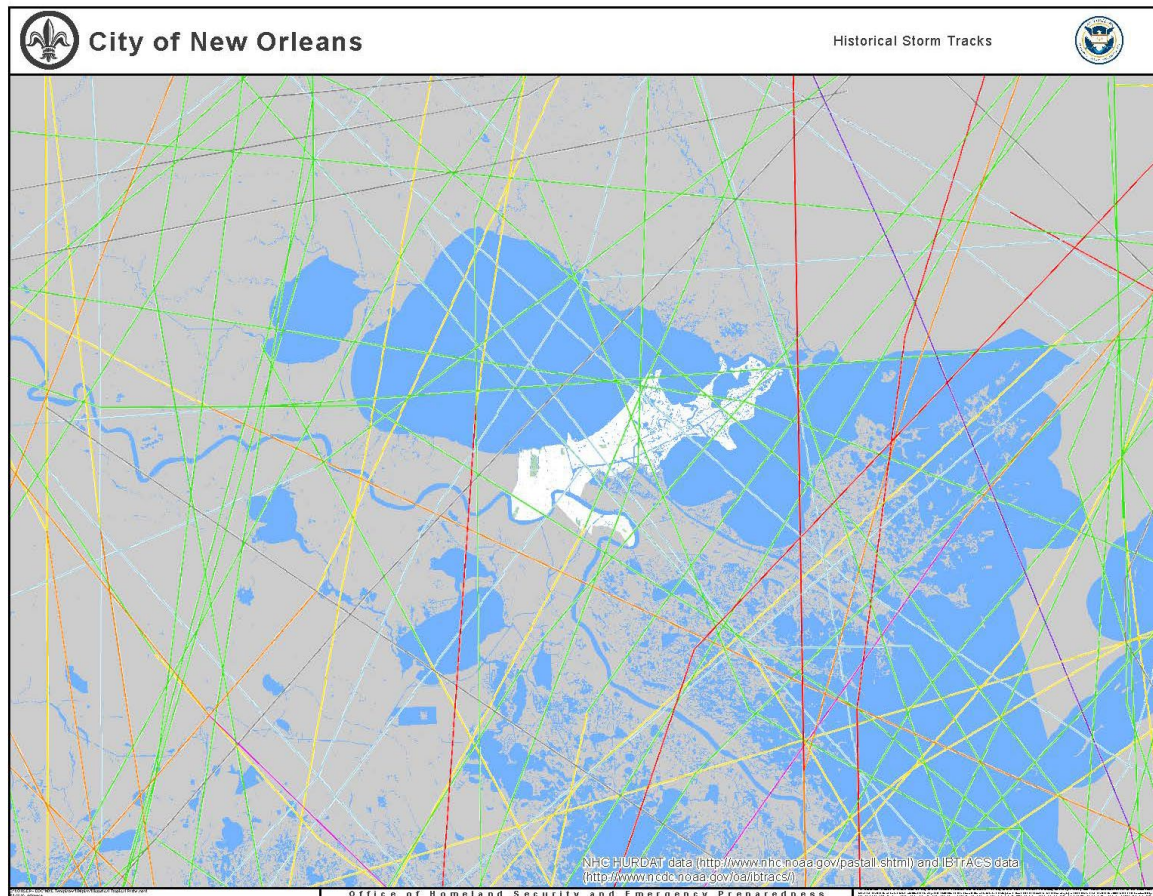 City of New Orleans
Historical Storm Tracks
NHC HURDAT data (http://www.nhc.noaa.gov/pastall.shtml) and IBTrACS data
(http://www.ncdc.noaa.gov/oa/ibtracs/)
Office of Homeland Security and Emergency Preparedness